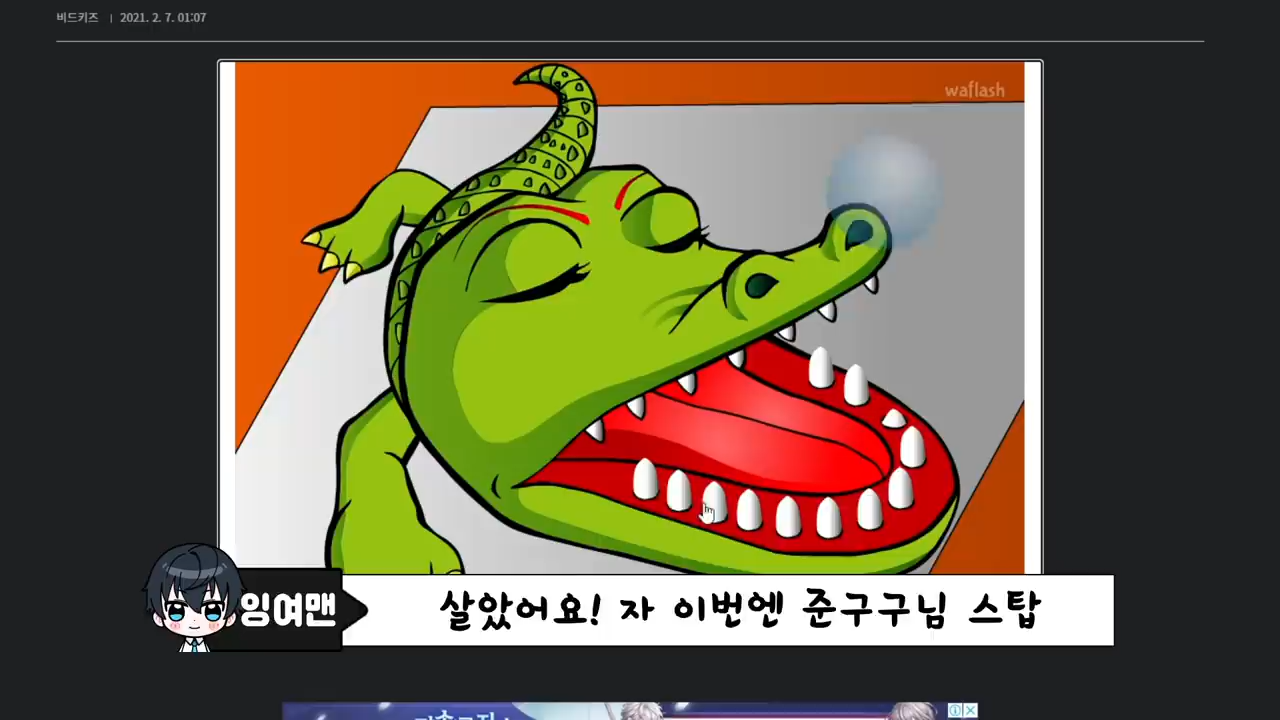 비드키즈 | 2021. 2. 7. 01:07
waflash
잉여맨
살았어요! 자 이번엔 준구구님 스탑